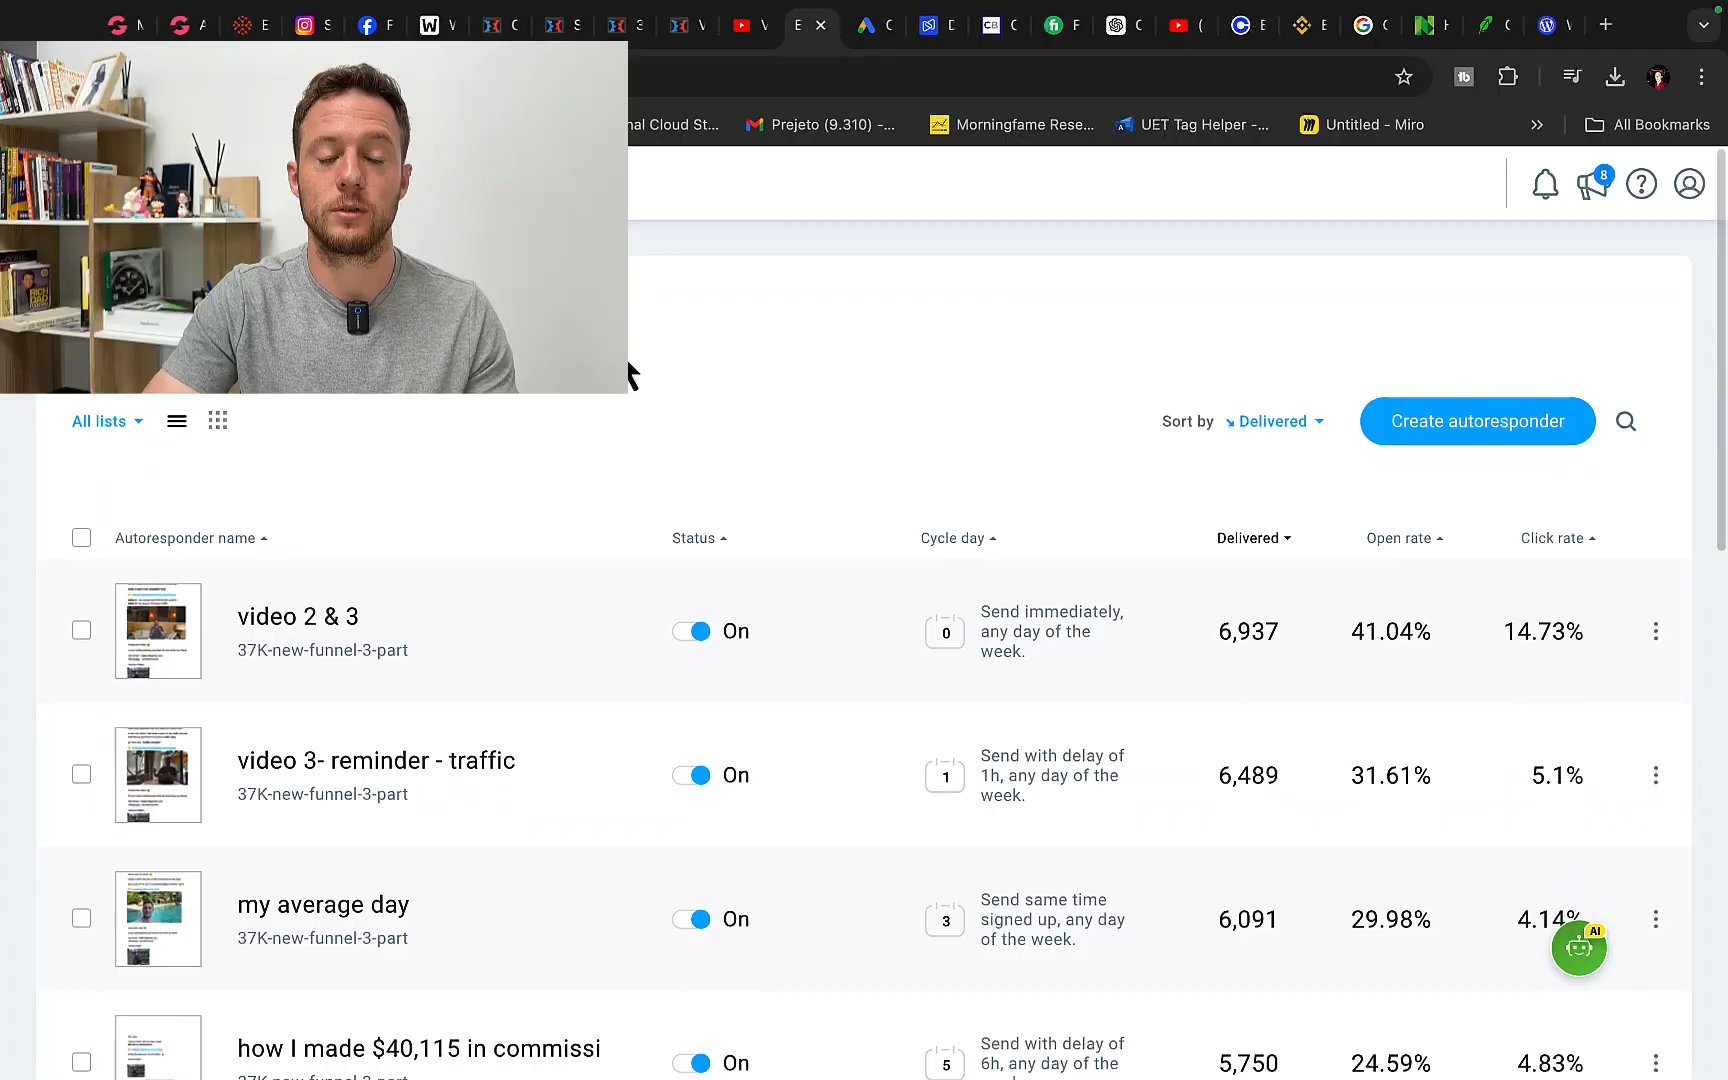 nal Cloud St...
Prejeto (9.310) -...
Morningfame Rese...
UET Tag Helper -...
Untitled - Miro
All Bookmarks
8
RICH DAD
All lists
Sort by
Delivered
Create autoresponder
Autoresponder name
Status
Cycle day
Delivered
Open rate
Click rate
video 2 & 3
37K-new-funnel-3-part
On
0
Send immediately,
any day of the
week.
6,937
41.04%
14.73%
video 3- reminder - traffic
37K-new-funnel-3-part
On
1
Send with delay of
1h, any day of the
week.
6,489
31.61%
5.1%
my average day
37K-new-funnel-3-part
On
3
Send same time
signed up, any day
of the week.
6,091
29.98%
4.14%
AI
how I made $40,115 in commissi
On
5
Send with delay of
6h, any day of the
5,750
24.59%
4.83%